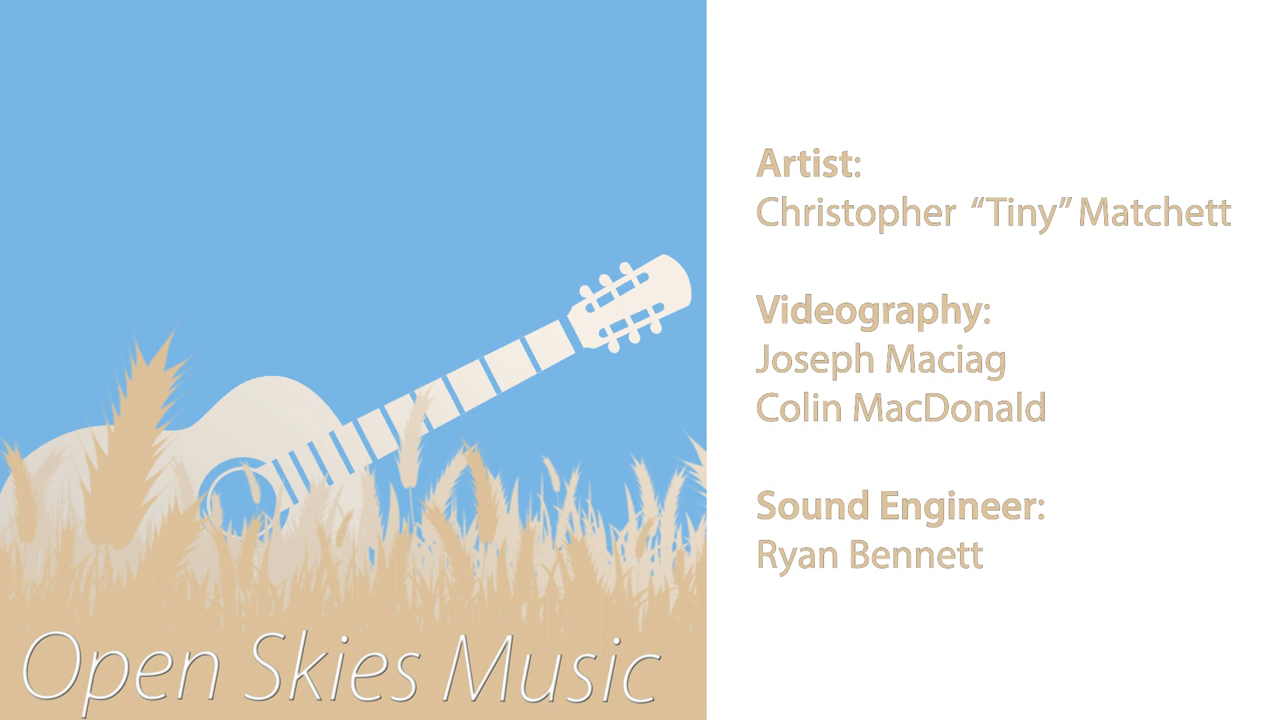 Open Skies Music
Artist:
Christopher “Tiny” Matchett
Videography:
Joseph Maciag
Colin MacDonald
Sound Engineer:
Ryan Bennett